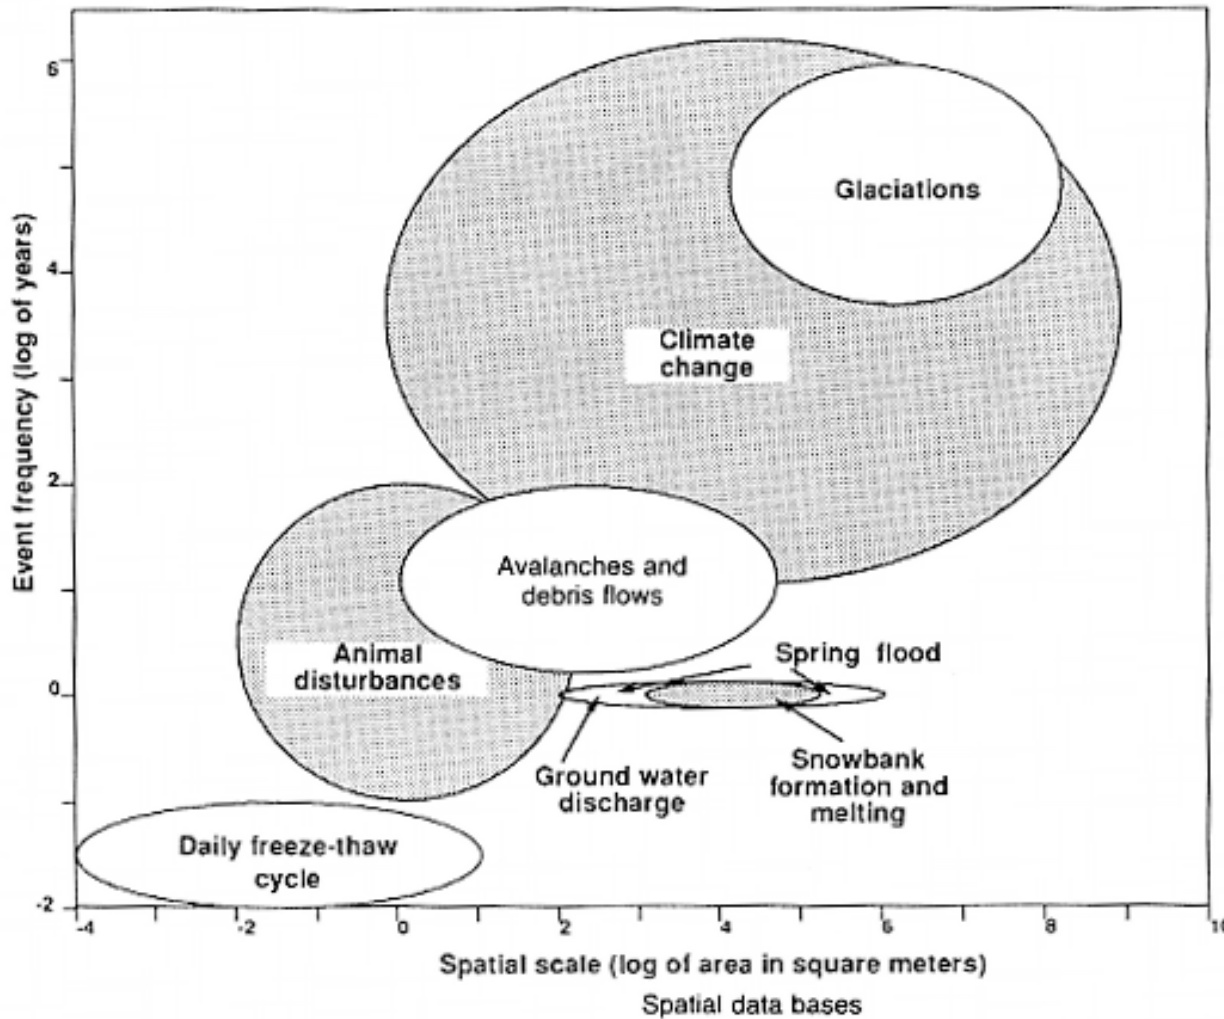 6
4
2
0
-2
Event frequency (log of years)
Glaciations
Climate
change
Avalanches and
debris flows
Animal
disturbances
Spring flood
Ground water
discharge
Snowbank
formation and
melting
Daily freeze-thaw
cycle
-4 -2 0 2 4 6 8 10
Spatial scale (log of area in square meters)
Spatial data bases